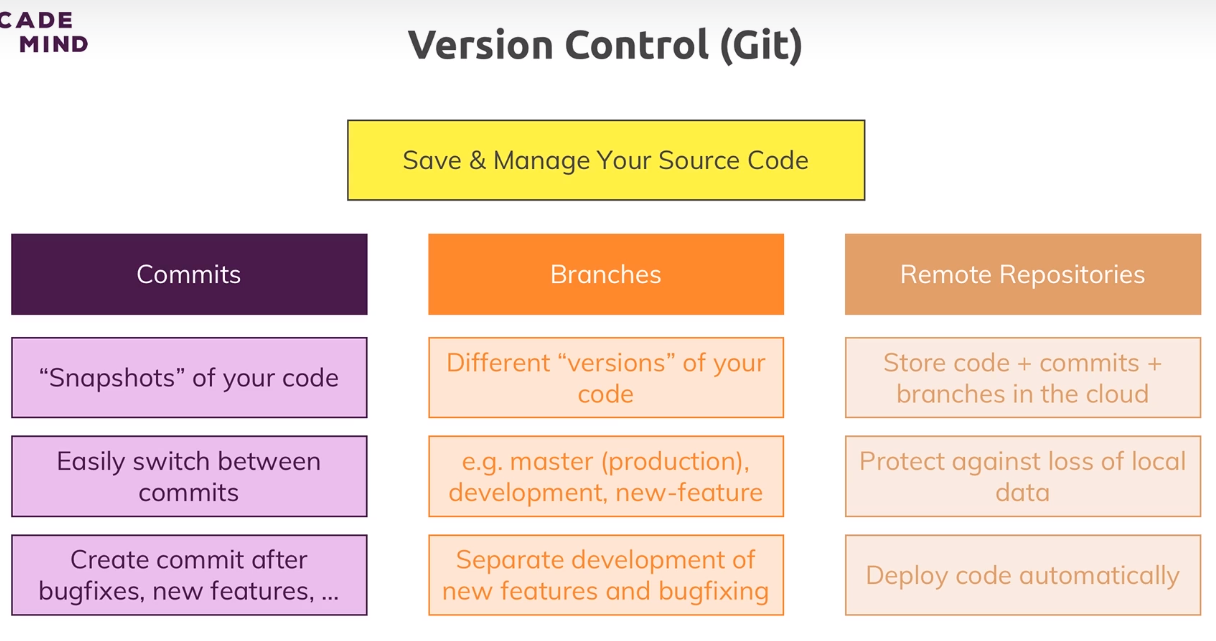 CADE
MIND
Version Control (Git)
Save & Manage Your Source Code
Commits
“Snapshots” of your code
Easily switch between
commits
Create commit after
bugfixes, new features, ...
Branches
Different “versions” of your
code
e.g. master (production),
development, new-feature
Separate development of
new features and bugfixing
Remote Repositories
Store code + commits +
branches in the cloud
Protect against loss of local
data
Deploy code automatically